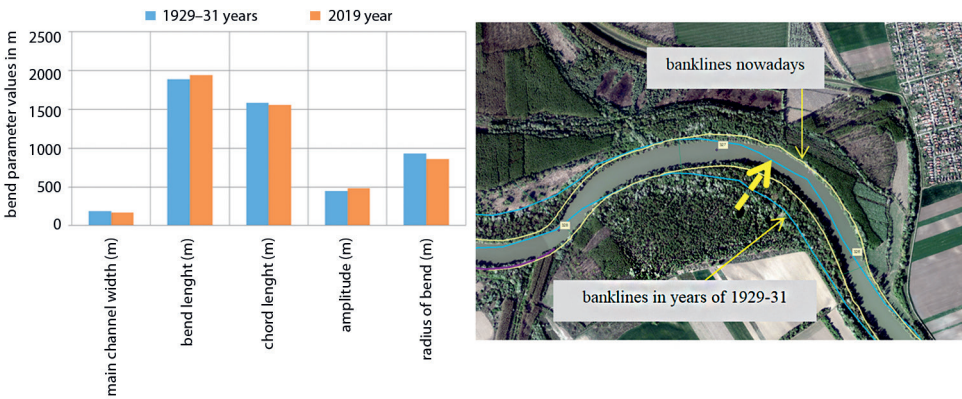 1929–31 years
2019 year
bend parameter values in m
2500
2000
1500
1000
500
0
main channel width (m)
bend lenght (m)
chord lenght (m)
amplitude (m)
radius of bend (m)
banklines nowadays
banklines in years of 1929-31